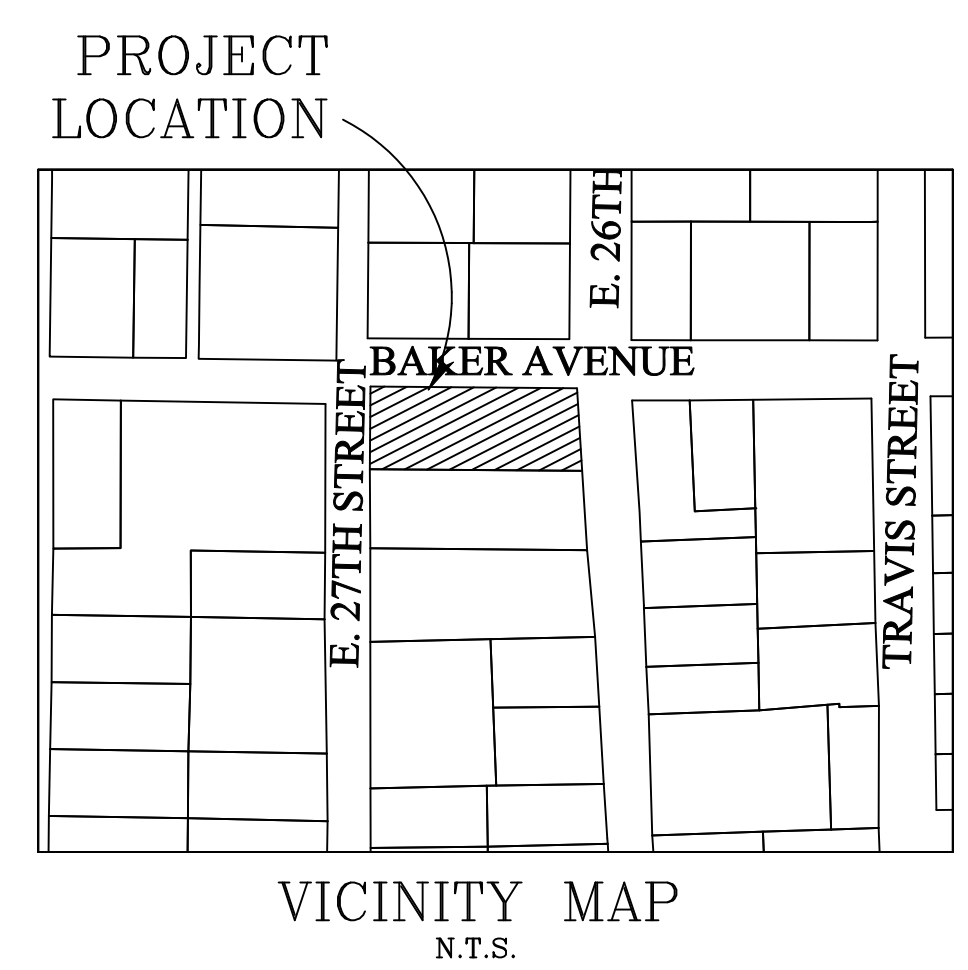 PROJECT
LOCATION
E. 26TH
BAKER AVENUE
E. 27TH STREET
TRAVIS STREET
VICINITY MAP
N.T.S.